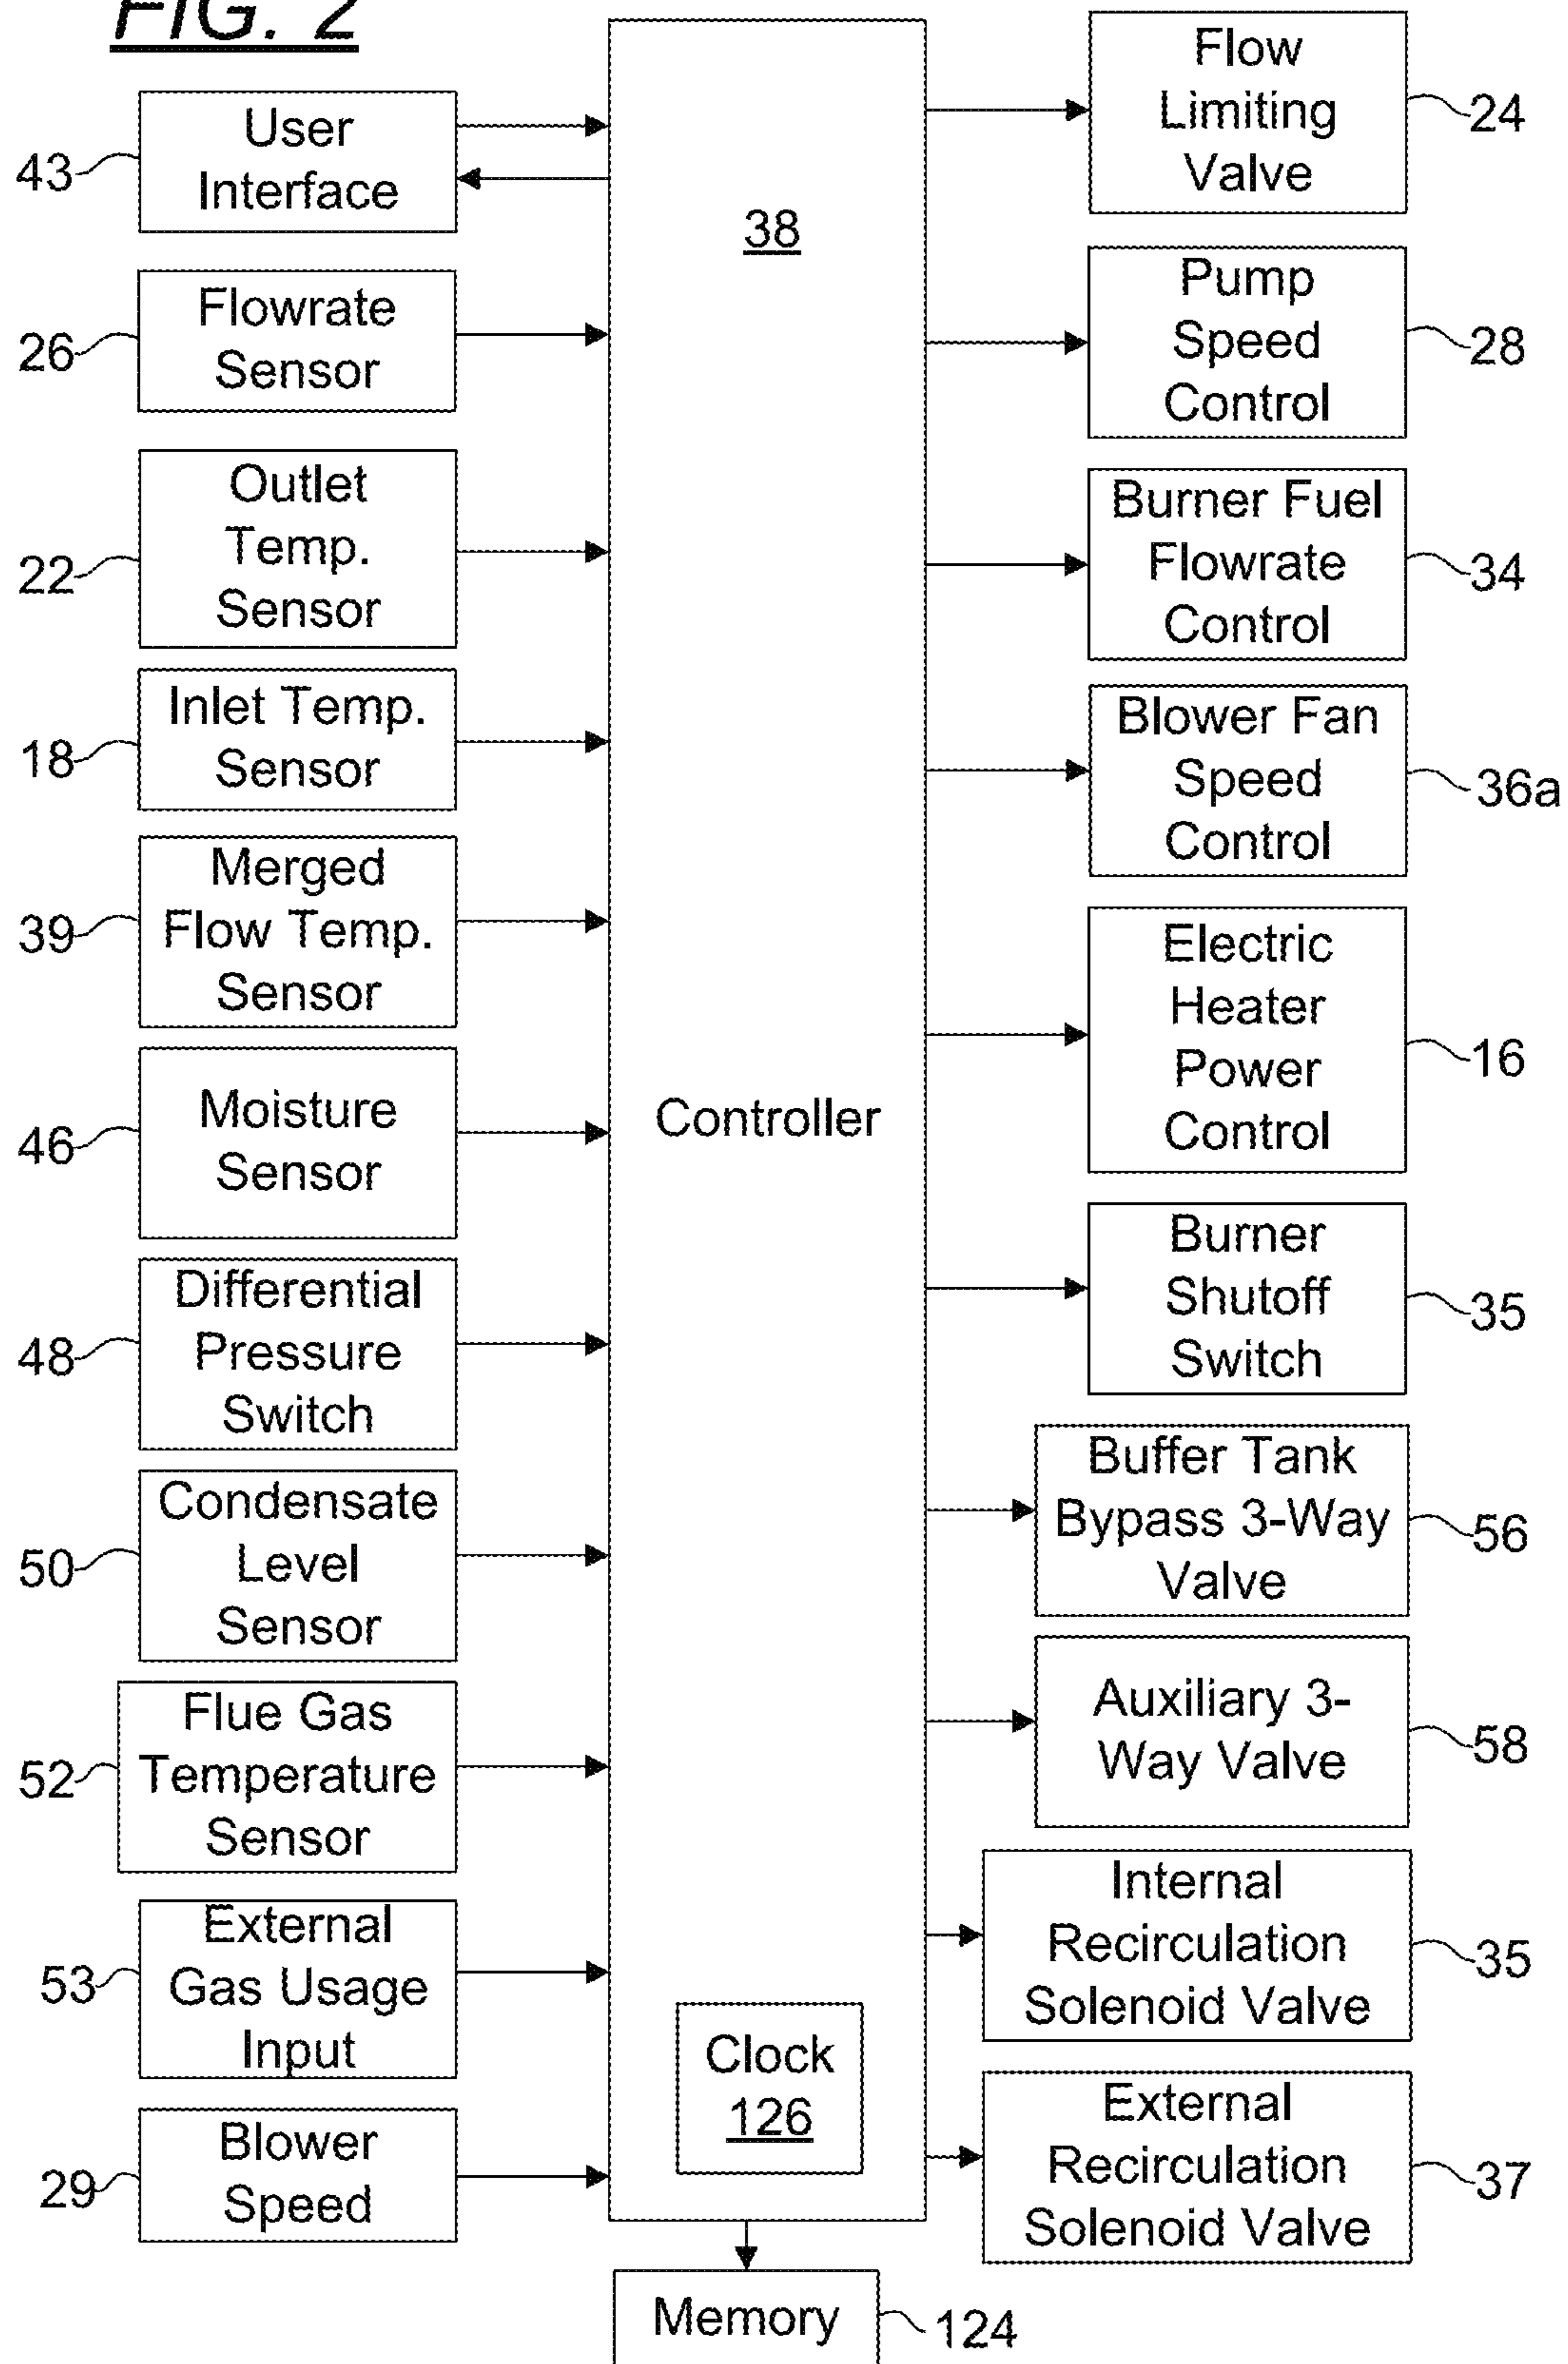 FIG. 2
User
Interface
43
Flowrate
Sensor
26
Outlet
Temp.
Sensor
22
Inlet Temp.
Sensor
18
Merged
Flow Temp.
Sensor
39
Moisture
Sensor
46
Differential
Pressure
Switch
48
Condensate
Level
Sensor
50
Flue Gas
Temperature
Sensor
52
External
Gas Usage
Input
53
Blower
Speed
29
38
Controller
Clock
126
Memory
124
Flow
Limiting
Valve
24
Pump
Speed
Control
28
Burner Fuel
Flowrate
Control
34
Blower Fan
Speed
Control
36a
Electric
Heater
Power
Control
16
Burner
Shutoff
Switch
35
Buffer Tank
Bypass 3-Way
Valve
56
Auxiliary 3-
Way Valve
58
Internal
Recirculation
Solenoid Valve
35
External
Recirculation
Solenoid Valve
37